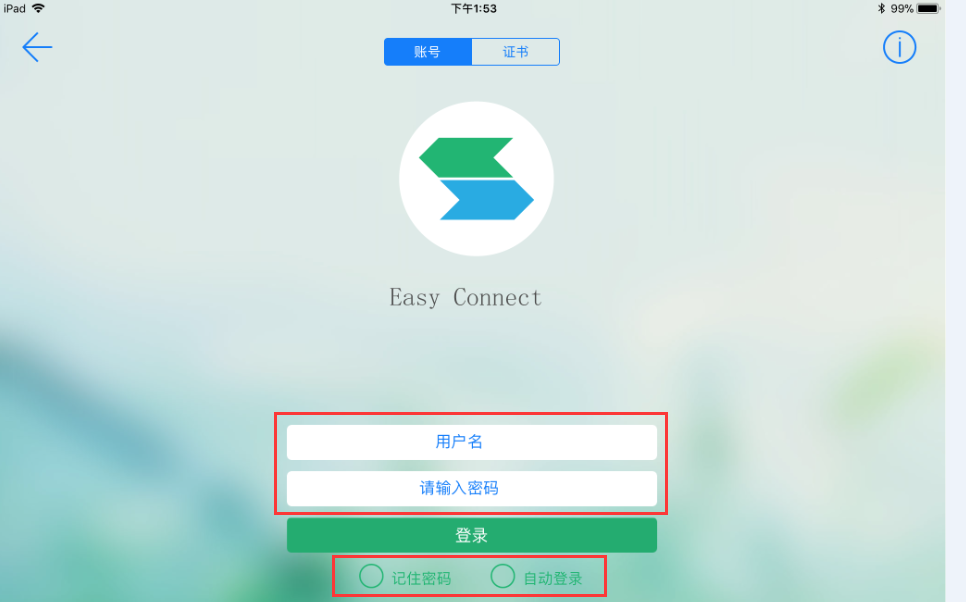 iPad 下午1:53 99%
账号 证书
Easy Connect
用户名
请输入密码
登录
记住密码 自动登录